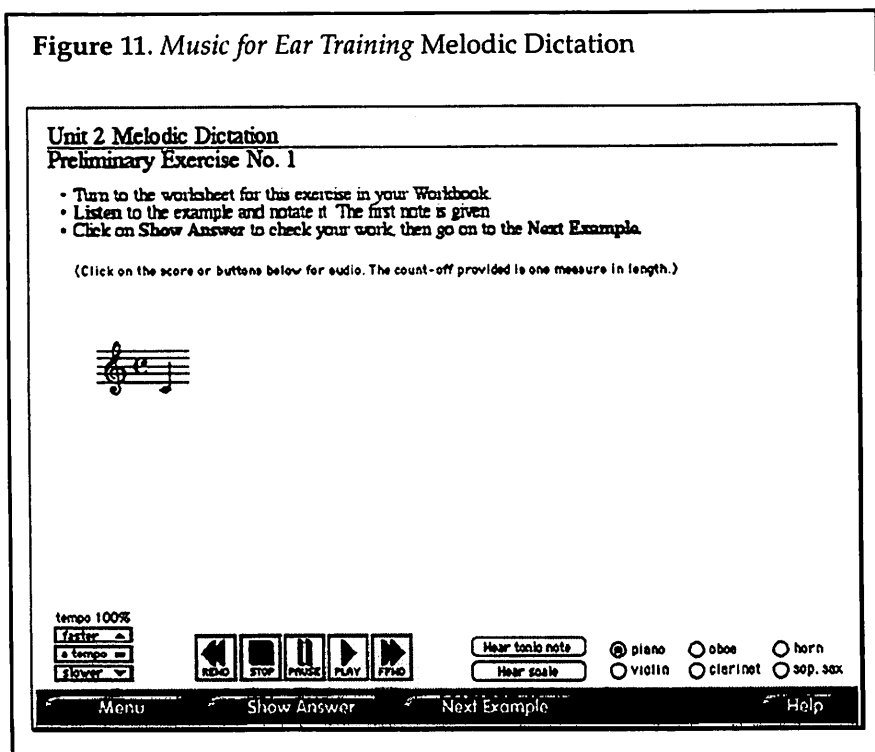 Figure 11. Music for Ear Training Melodic Dictation
Unit 2 Melodic Dictation
Preliminary Exercise No. 1
• Turn to the worksheet for this exercise in your Workbook.
• Listen to the example and notate it. The first note is given
• Click on Show Answer to check your work, then go on to the Next Example.
(Click on the score or buttons below for audio. The count-off provided is one measure in length.)
tempo 100%
faster
a tempo
slower
REWD STOP PAUSE PLAY FFWD
Hear tonic note
Hear scale
piano oboe horn
violin clarinet sop. sax
Menu Show Answer Next Example Help